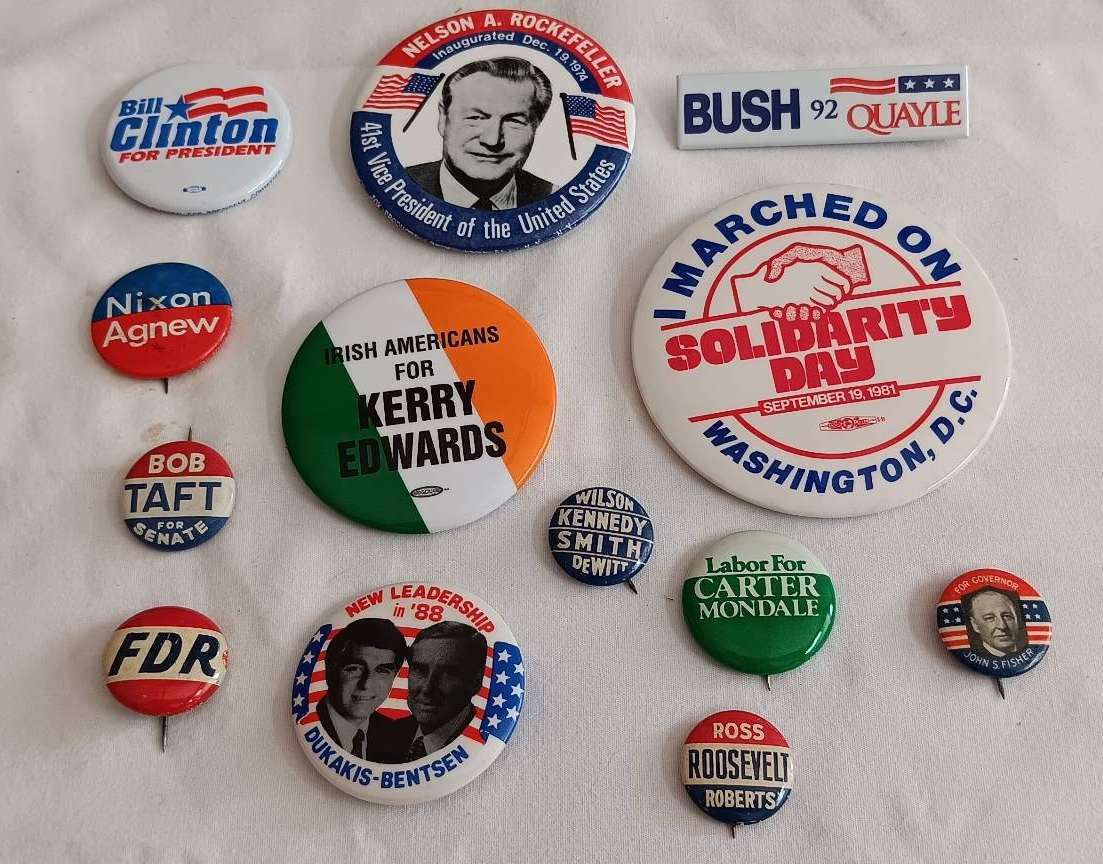 Bill
Clinton
FOR PRESIDENT
NELSON A. ROCKEFELLER
Inaugurated Dec. 19, 1974
41st Vice President of the United States
BUSH 92 QUAYLE
I MARCHED ON
SOLIDARITY
DAY
SEPTEMBER 19, 1981
WASHINGTON, D.C.
Nixon
Agnew
IRISH AMERICANS
FOR
KERRY
EDWARDS
BOB
TAFT
FOR
SENATE
WILSON
KENNEDY
SMITH
DEWITT
Labor For
CARTER
MONDALE
FOR GOVERNOR
JOHN S. FISHER
FDR
NEW LEADERSHIP
in '88
DUKAKIS-BENTSEN
ROSS
ROOSEVELT
ROBERTS